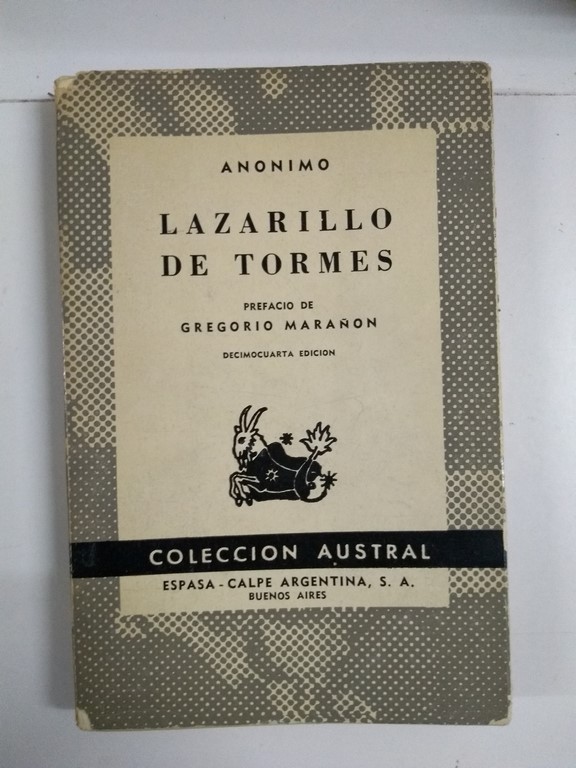 ANONIMO
LAZARILLO
DE TORMES
PREFACIO DE
GREGORIO MARAÑON
DECIMOCUARTA EDICION
COLECCION AUSTRAL
ESPASA - CALPE ARGENTINA, S. A.
BUENOS AIRES